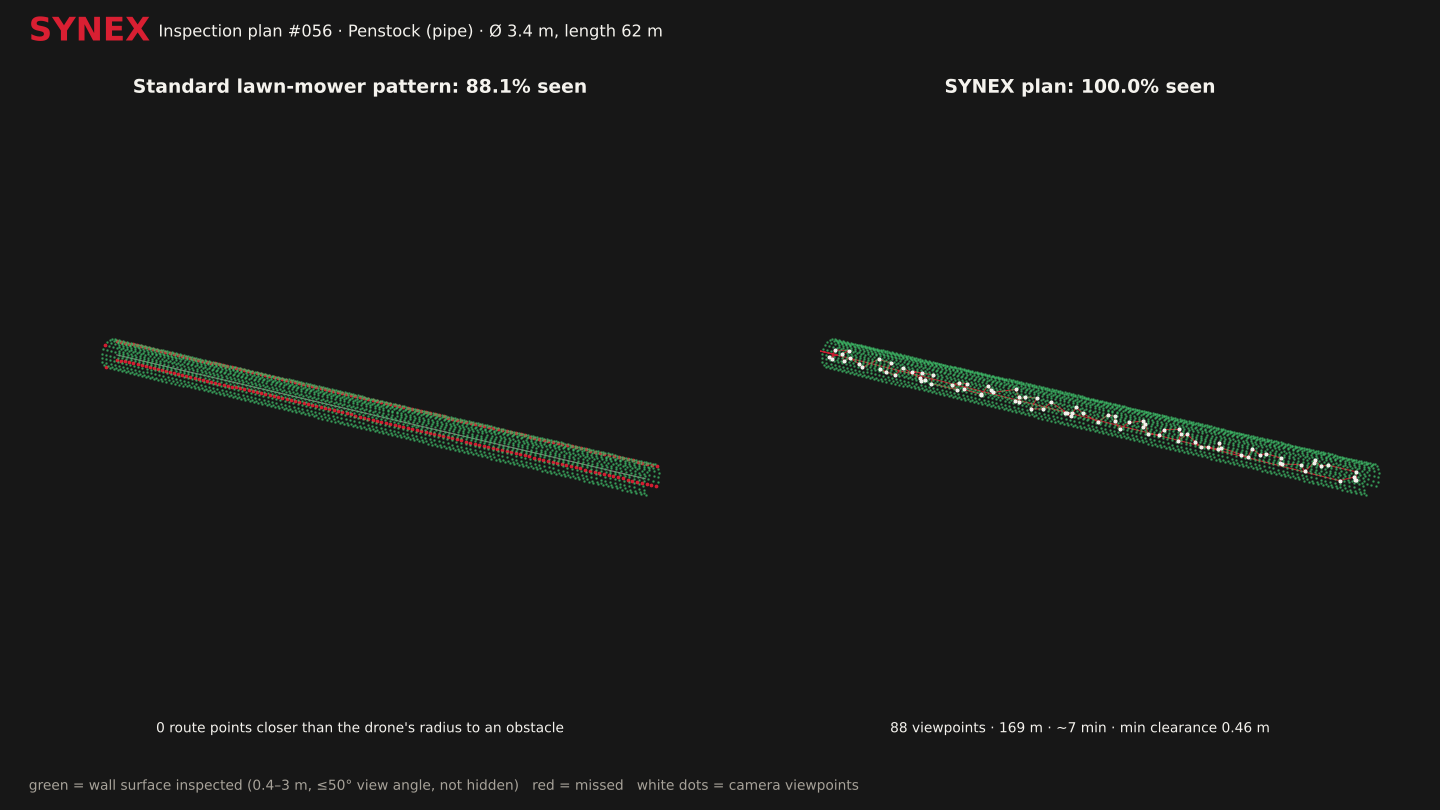 SYNEX Inspection plan #056 · Penstock (pipe) · Ø 3.4 m, length 62 m
Standard lawn-mower pattern: 88.1% seen
SYNEX plan: 100.0% seen
0 route points closer than the drone's radius to an obstacle
88 viewpoints · 169 m · ~7 min · min clearance 0.46 m
green = wall surface inspected (0.4–3 m, ≤50° view angle, not hidden)   red = missed   white dots = camera viewpoints